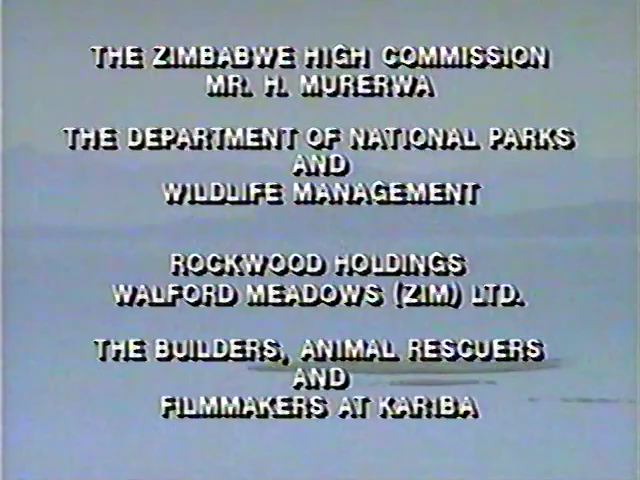 THE ZIMBABWE HIGH COMMISSION
MR. H. MURERWA
THE DEPARTMENT OF NATIONAL PARKS
AND
WILDLIFE MANAGEMENT
ROCKWOOD HOLDINGS
WALFORD MEADOWS (ZIM) LTD.
THE BUILDERS, ANIMAL RESCUERS
AND
FILMMAKERS AT KARIBA